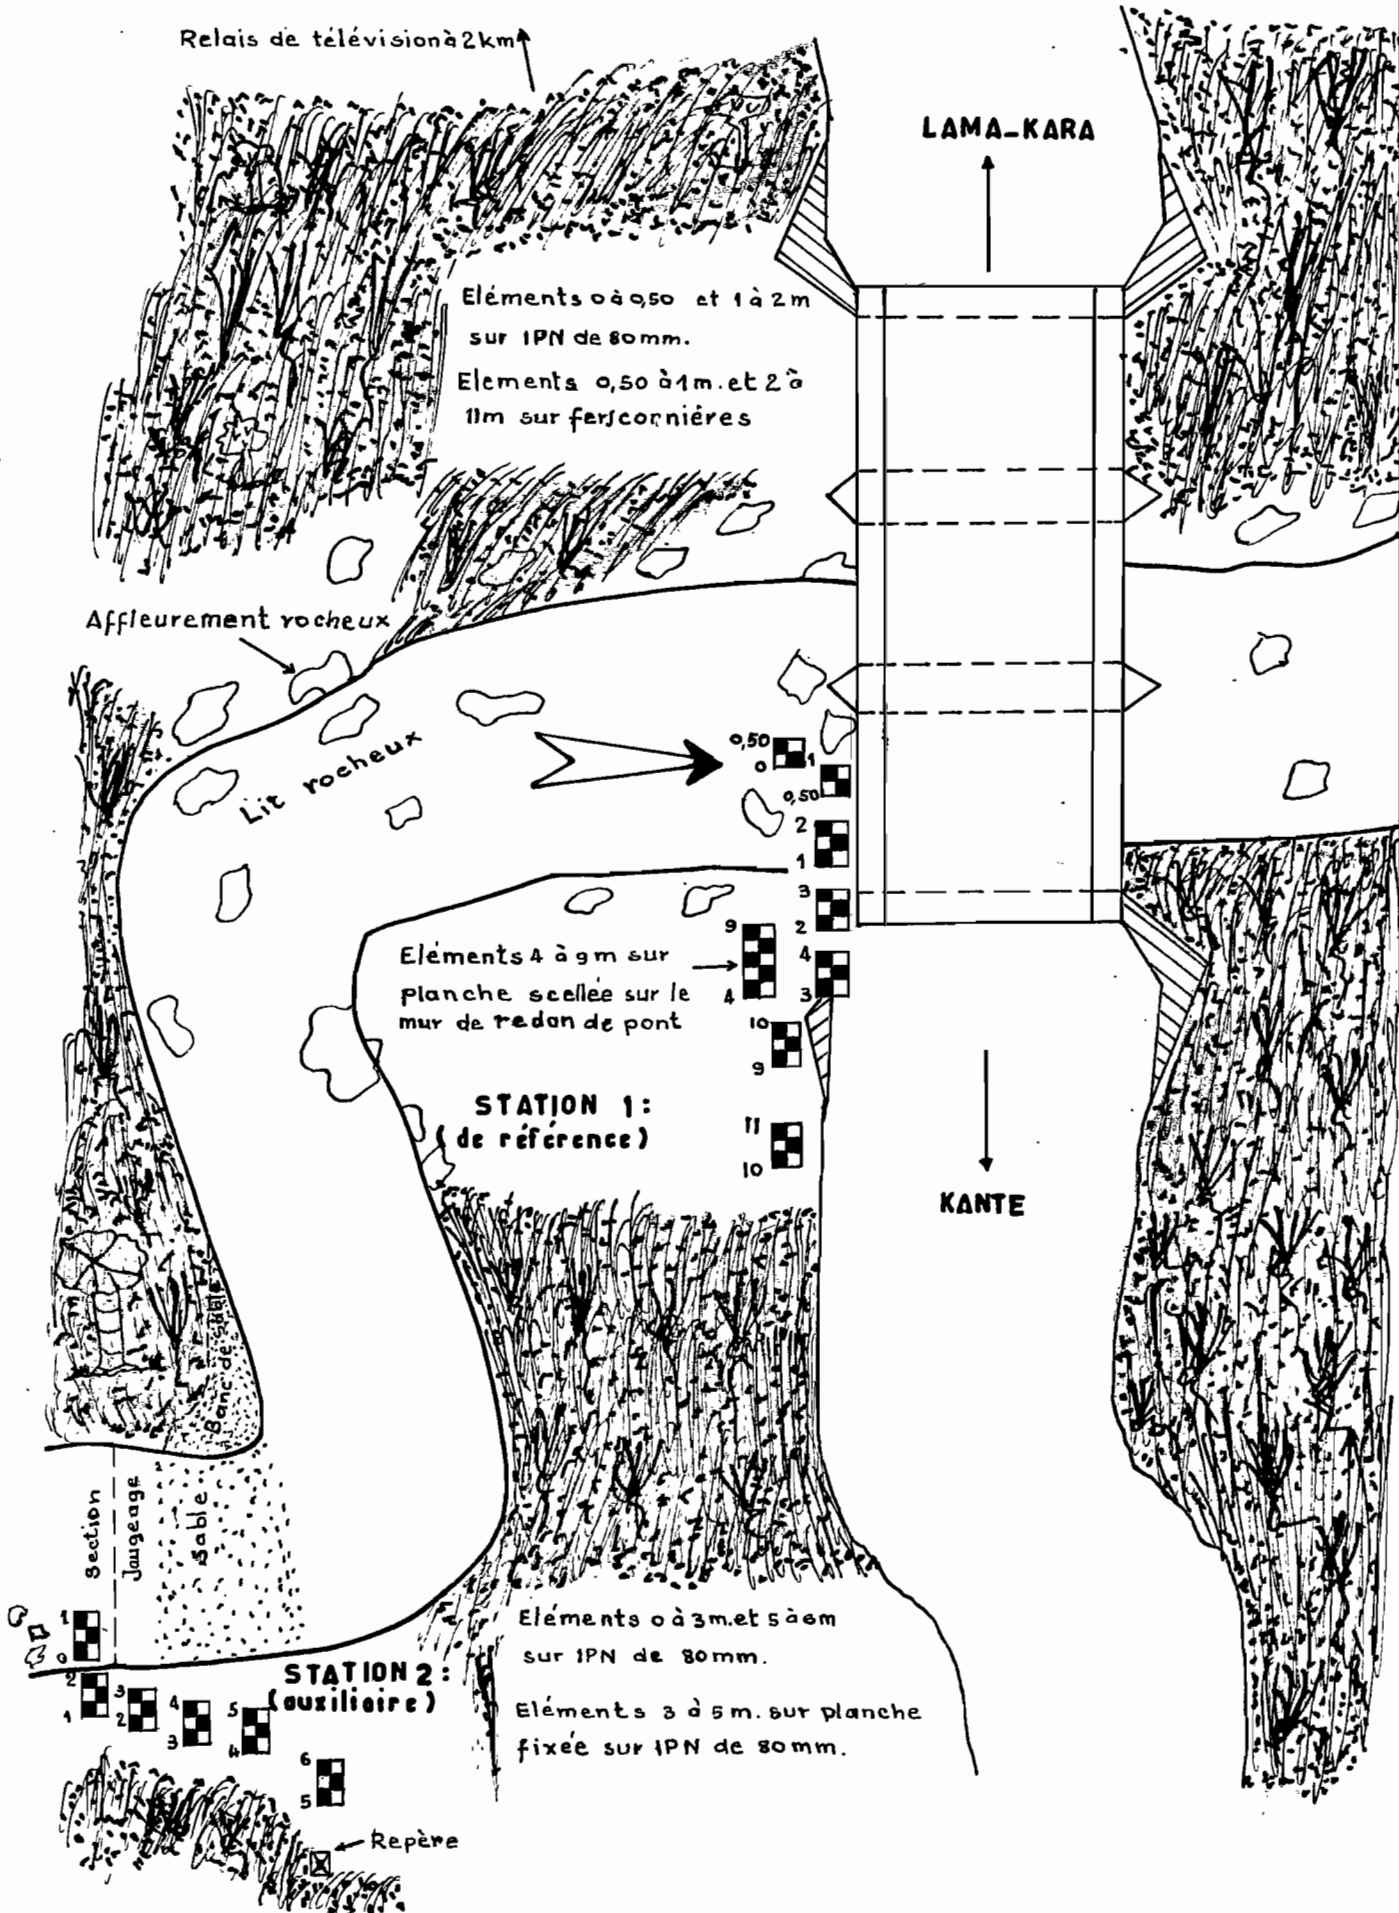 Relais de télévision à 2km
LAMA-KARA
Eléments 0 à 0,50 et 1 à 2m
sur IPN de 80mm.
Elements 0,50 à 1m. et 2 à
11m sur fers cornières
Affleurement rocheux
Lit rocheux
0,50
0
1
0,50
2
1
3
2
9
4
4
3
Eléments 4 à 9m sur
planche scellée sur le
mur de redan de pont
10
9
STATION 1:
(de référence)
11
10
KANTE
Banc de sable
Section
Jaugeage
Sable
1
0
Eléments 0 à 3m. et 5 à 6m
sur IPN de 80mm.
STATION 2:
(auxiliaire)
2
1
3
2
4
3
5
4
Eléments 3 à 5m. sur planche
fixée sur IPN de 80mm.
6
5
Repère